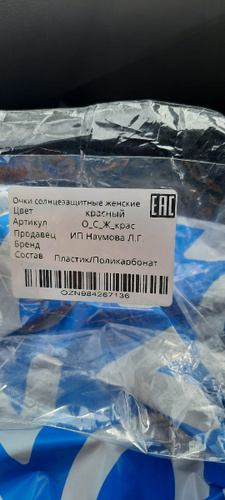 Очки солнцезащитные женские
Цвет красный
Артикул О_С_Ж_крас
Продавец ИП Наумова Л.Г
Бренд
Состав Пластик/Поликарбонат
EAC
OZN984267136